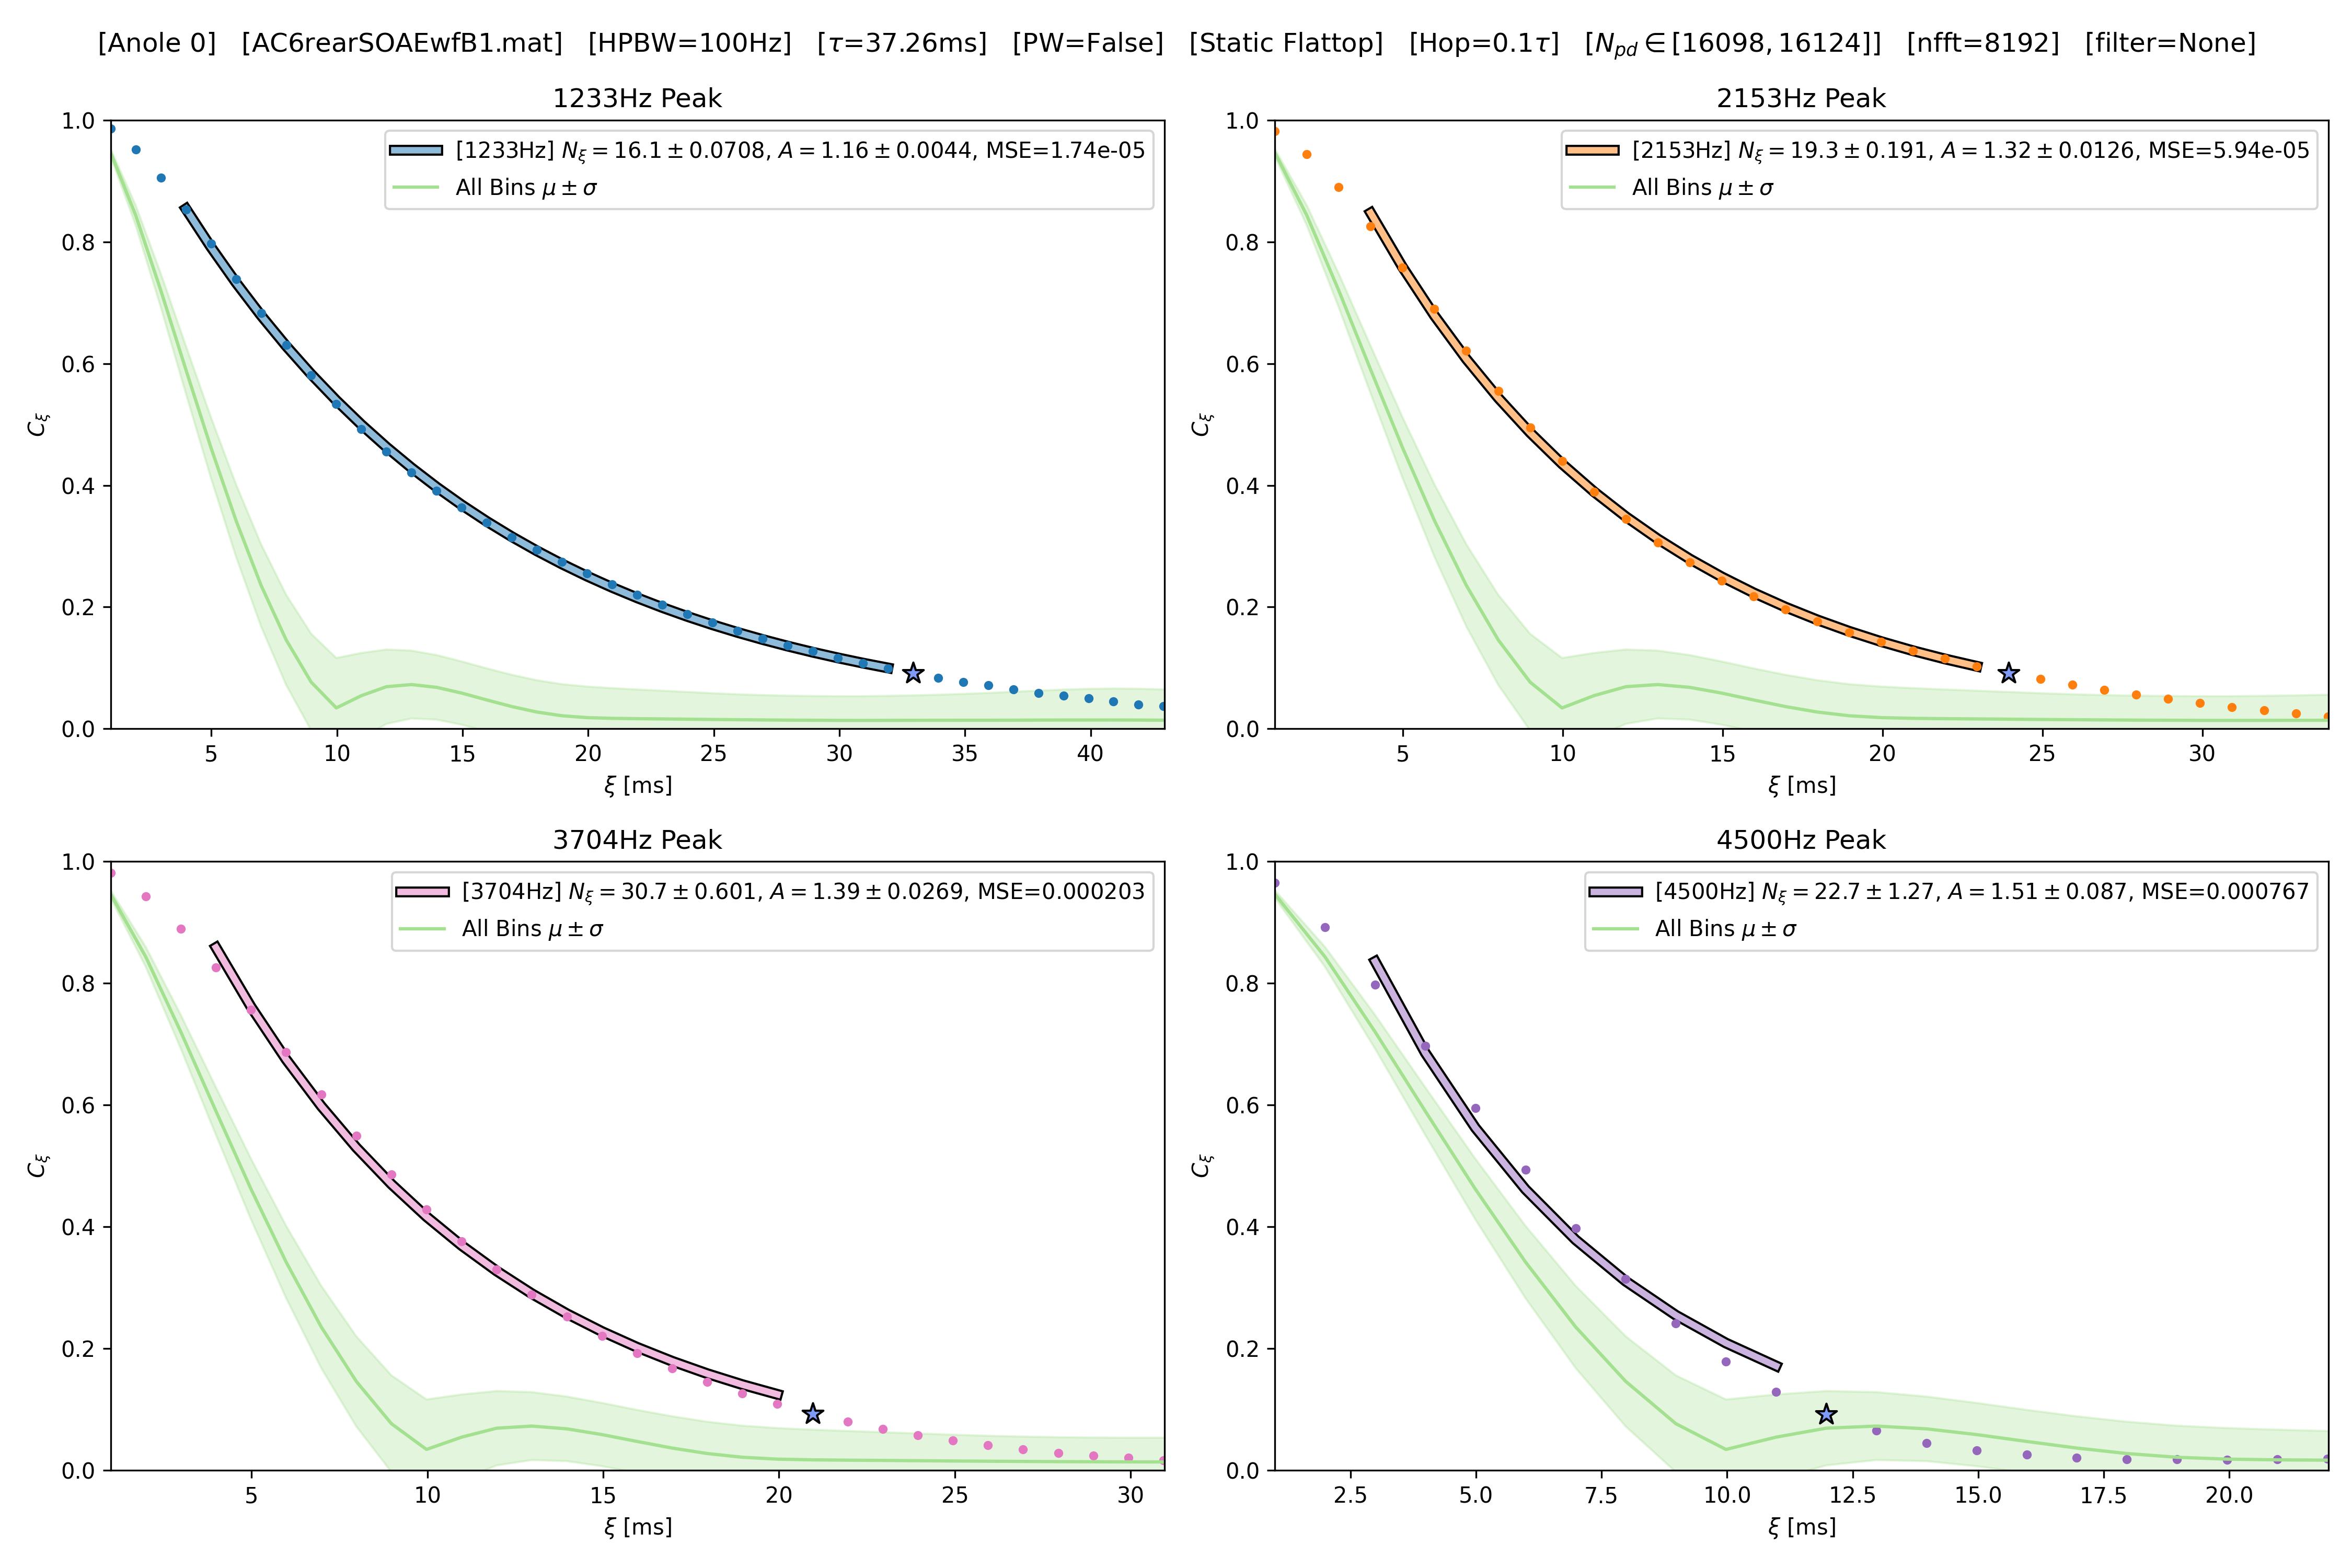 [Anole 0] [AC6rearSOAEwfB1.mat] [HPBW=100Hz] [τ=37.26ms] [PW=False] [Static Flattop] [Hop=0.1τ] [N_pd ∈ [16098, 16124]] [nfft=8192] [filter=None]
1233Hz Peak
[1233Hz] N_ξ = 16.1 ± 0.0708, A = 1.16 ± 0.0044, MSE=1.74e-05
All Bins μ ± σ
1.0
0.8
0.6
0.4
0.2
0.0
C_ξ
5 10 15 20 25 30 35 40
ξ [ms]
2153Hz Peak
[2153Hz] N_ξ = 19.3 ± 0.191, A = 1.32 ± 0.0126, MSE=5.94e-05
All Bins μ ± σ
1.0
0.8
0.6
0.4
0.2
0.0
C_ξ
5 10 15 20 25 30
ξ [ms]
3704Hz Peak
[3704Hz] N_ξ = 30.7 ± 0.601, A = 1.39 ± 0.0269, MSE=0.000203
All Bins μ ± σ
1.0
0.8
0.6
0.4
0.2
0.0
C_ξ
5 10 15 20 25 30
ξ [ms]
4500Hz Peak
[4500Hz] N_ξ = 22.7 ± 1.27, A = 1.51 ± 0.087, MSE=0.000767
All Bins μ ± σ
1.0
0.8
0.6
0.4
0.2
0.0
C_ξ
2.5 5.0 7.5 10.0 12.5 15.0 17.5 20.0
ξ [ms]